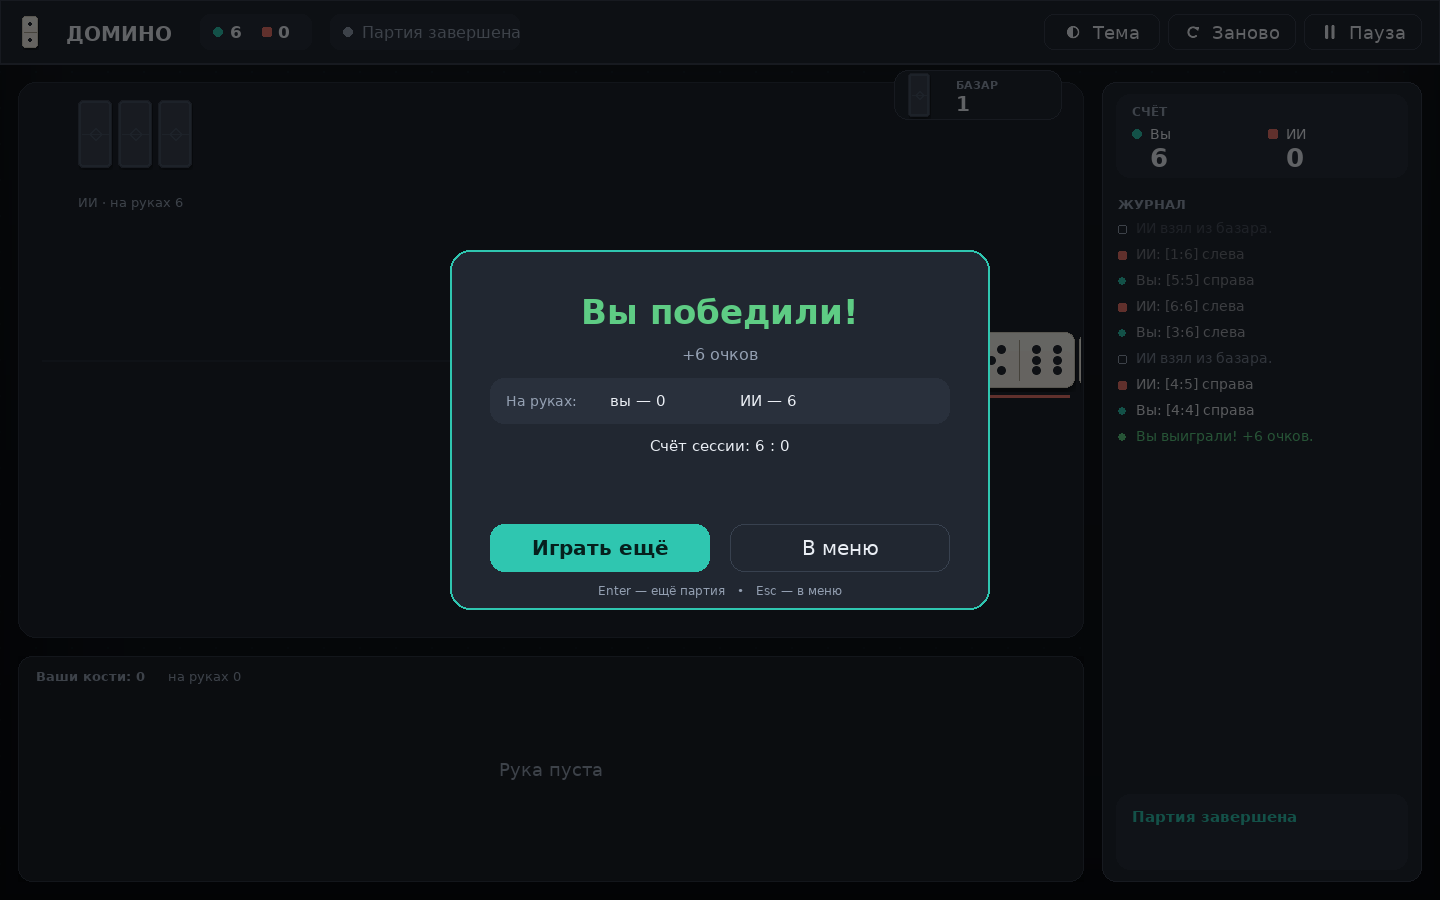 ДОМИНО
6 0
Партия завершена
Тема
Заново
Пауза
БАЗАР
1
ИИ · на руках 6
СЧЁТ
Вы ИИ
6 0
ЖУРНАЛ
ИИ взял из базара.
ИИ: [1:6] слева
Вы: [5:5] справа
ИИ: [6:6] слева
Вы: [3:6] слева
ИИ взял из базара.
ИИ: [4:5] справа
Вы: [4:4] справа
Вы выиграли! +6 очков.
Вы победили!
+6 очков
На руках: вы — 0 ИИ — 6
Счёт сессии: 6 : 0
Играть ещё
В меню
Enter — ещё партия • Esc — в меню
Ваши кости: 0 на руках 0
Рука пуста
Партия завершена